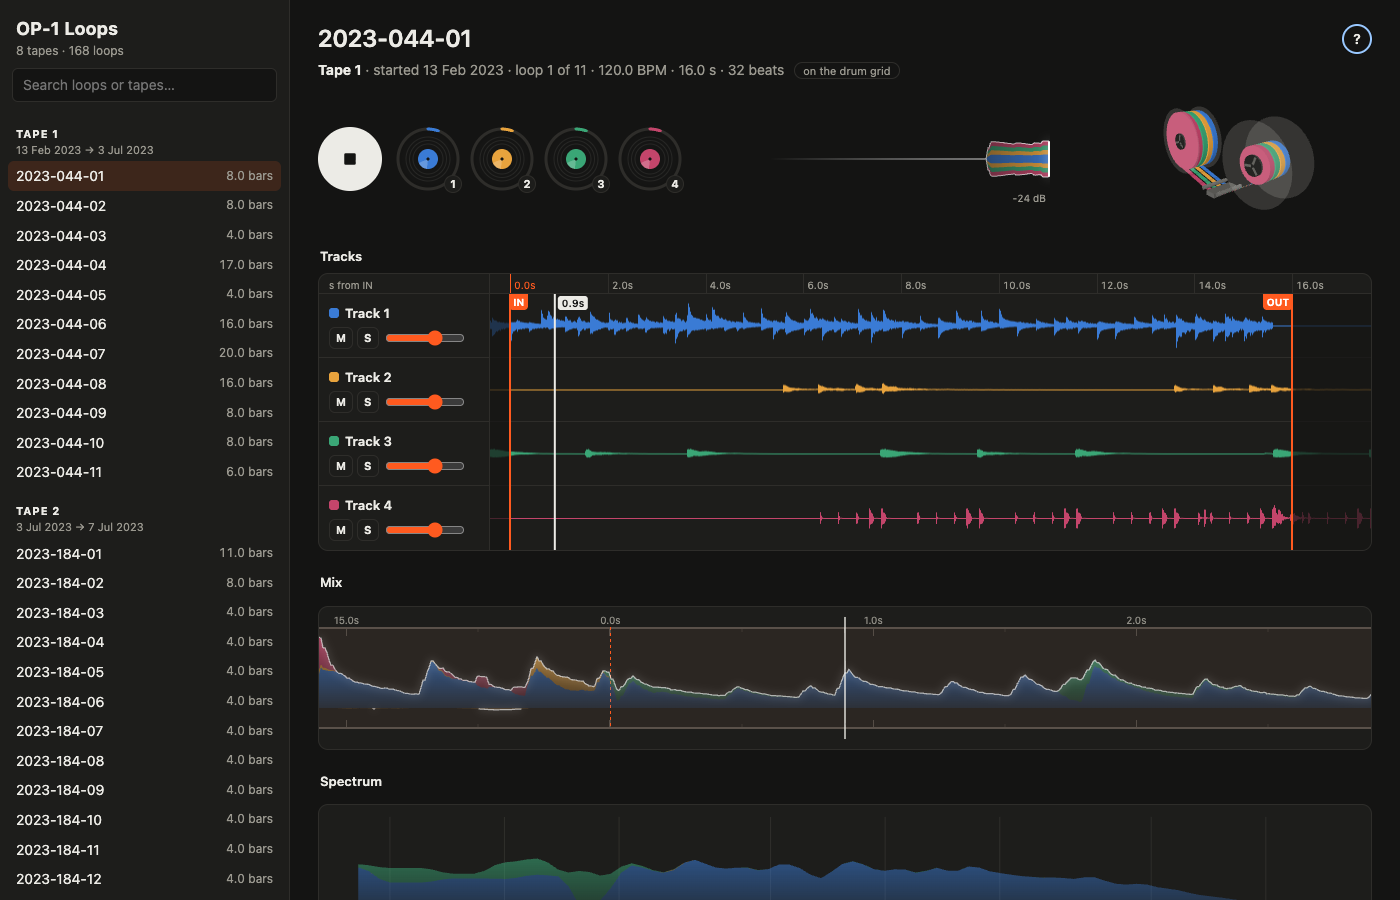 OP-1 Loops
8 tapes · 168 loops
Search loops or tapes...
TAPE 1
13 Feb 2023 → 3 Jul 2023
2023-044-01 8.0 bars
2023-044-02 8.0 bars
2023-044-03 4.0 bars
2023-044-04 17.0 bars
2023-044-05 4.0 bars
2023-044-06 16.0 bars
2023-044-07 20.0 bars
2023-044-08 16.0 bars
2023-044-09 8.0 bars
2023-044-10 8.0 bars
2023-044-11 6.0 bars
TAPE 2
3 Jul 2023 → 7 Jul 2023
2023-184-01 11.0 bars
2023-184-02 8.0 bars
2023-184-03 4.0 bars
2023-184-04 4.0 bars
2023-184-05 4.0 bars
2023-184-06 4.0 bars
2023-184-07 4.0 bars
2023-184-08 4.0 bars
2023-184-09 4.0 bars
2023-184-10 4.0 bars
2023-184-11 4.0 bars
2023-184-12 4.0 bars
2023-044-01
?
Tape 1 · started 13 Feb 2023 · loop 1 of 11 · 120.0 BPM · 16.0 s · 32 beats on the drum grid
1 2 3 4
-24 dB
Tracks
s from IN 0.0s 2.0s 4.0s 6.0s 8.0s 10.0s 12.0s 14.0s 16.0s
IN 0.9s OUT
Track 1
M S
Track 2
M S
Track 3
M S
Track 4
M S
Mix
15.0s 0.0s 1.0s 2.0s
Spectrum